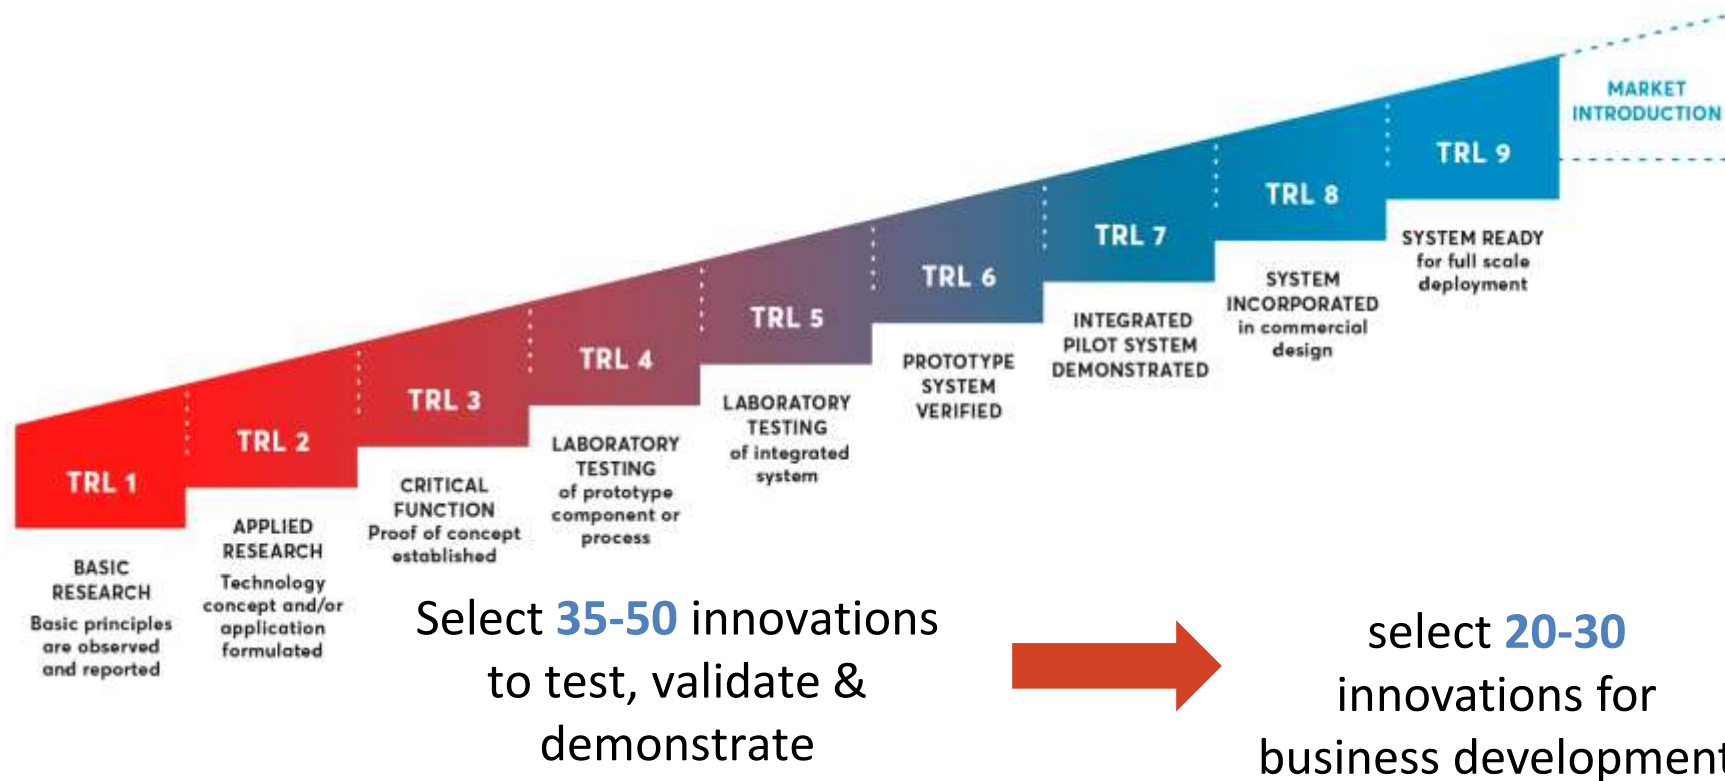 TRL 1
BASIC
RESEARCH
Basic principles
are observed
and reported
TRL 2
APPLIED
RESEARCH
Technology
concept and/or
application
formulated
TRL 3
CRITICAL
FUNCTION
Proof of concept
established
TRL 4
LABORATORY
TESTING
of prototype
component or
process
TRL 5
LABORATORY
TESTING
of integrated
system
TRL 6
PROTOTYPE
SYSTEM
VERIFIED
TRL 7
INTEGRATED
PILOT SYSTEM
DEMONSTRATED
TRL 8
SYSTEM
INCORPORATED
in commercial
design
TRL 9
SYSTEM READY
for full scale
deployment
MARKET
INTRODUCTION
Select 35-50 innovations
to test, validate &
demonstrate
select 20-30
innovations for
business development